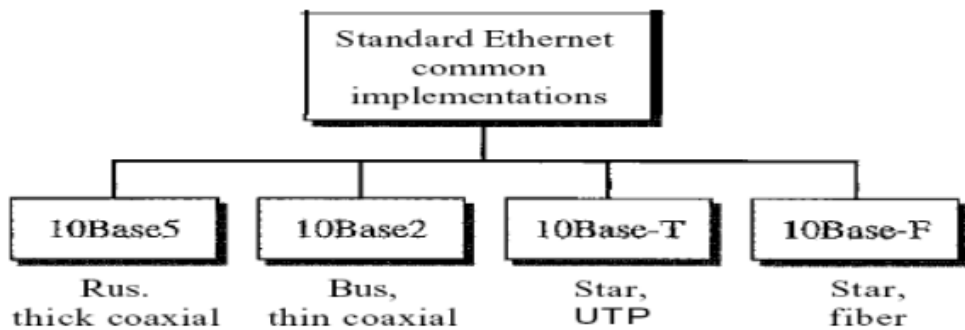 Standard Ethernet
common
implementations
10Base5
10Base2
10Base-T
10Base-F
Rus.
thick coaxial
Bus,
thin coaxial
Star,
UTP
Star,
fiber